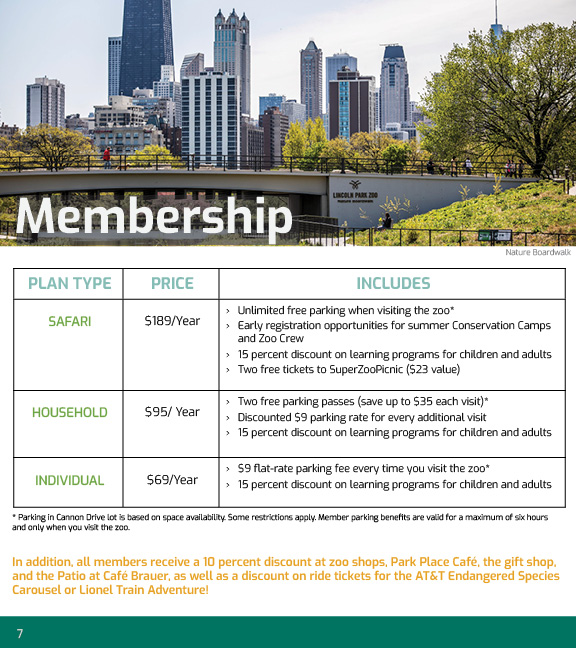 LINCOLN PARK ZOO
Membership
Nature Boardwalk
PLAN TYPE PRICE INCLUDES
SAFARI $189/Year
› Unlimited free parking when visiting the zoo*
› Early registration opportunities for summer Conservation Camps
and Zoo Crew
› 15 percent discount on learning programs for children and adults
› Two free tickets to SuperZooPicnic ($23 value)
HOUSEHOLD $95/ Year
› Two free parking passes (save up to $35 each visit)*
› Discounted $9 parking rate for every additional visit
› 15 percent discount on learning programs for children and adults
INDIVIDUAL $69/Year
› $9 flat-rate parking fee every time you visit the zoo*
› 15 percent discount on learning programs for children and adults
* Parking in Cannon Drive lot is based on space availability. Some restrictions apply. Member parking benefits are valid for a maximum of six hours
and only when you visit the zoo.
In addition, all members receive a 10 percent discount at zoo shops, Park Place Café, the gift shop,
and the Patio at Café Brauer, as well as a discount on ride tickets for the AT&T Endangered Species
Carousel or Lionel Train Adventure!
7